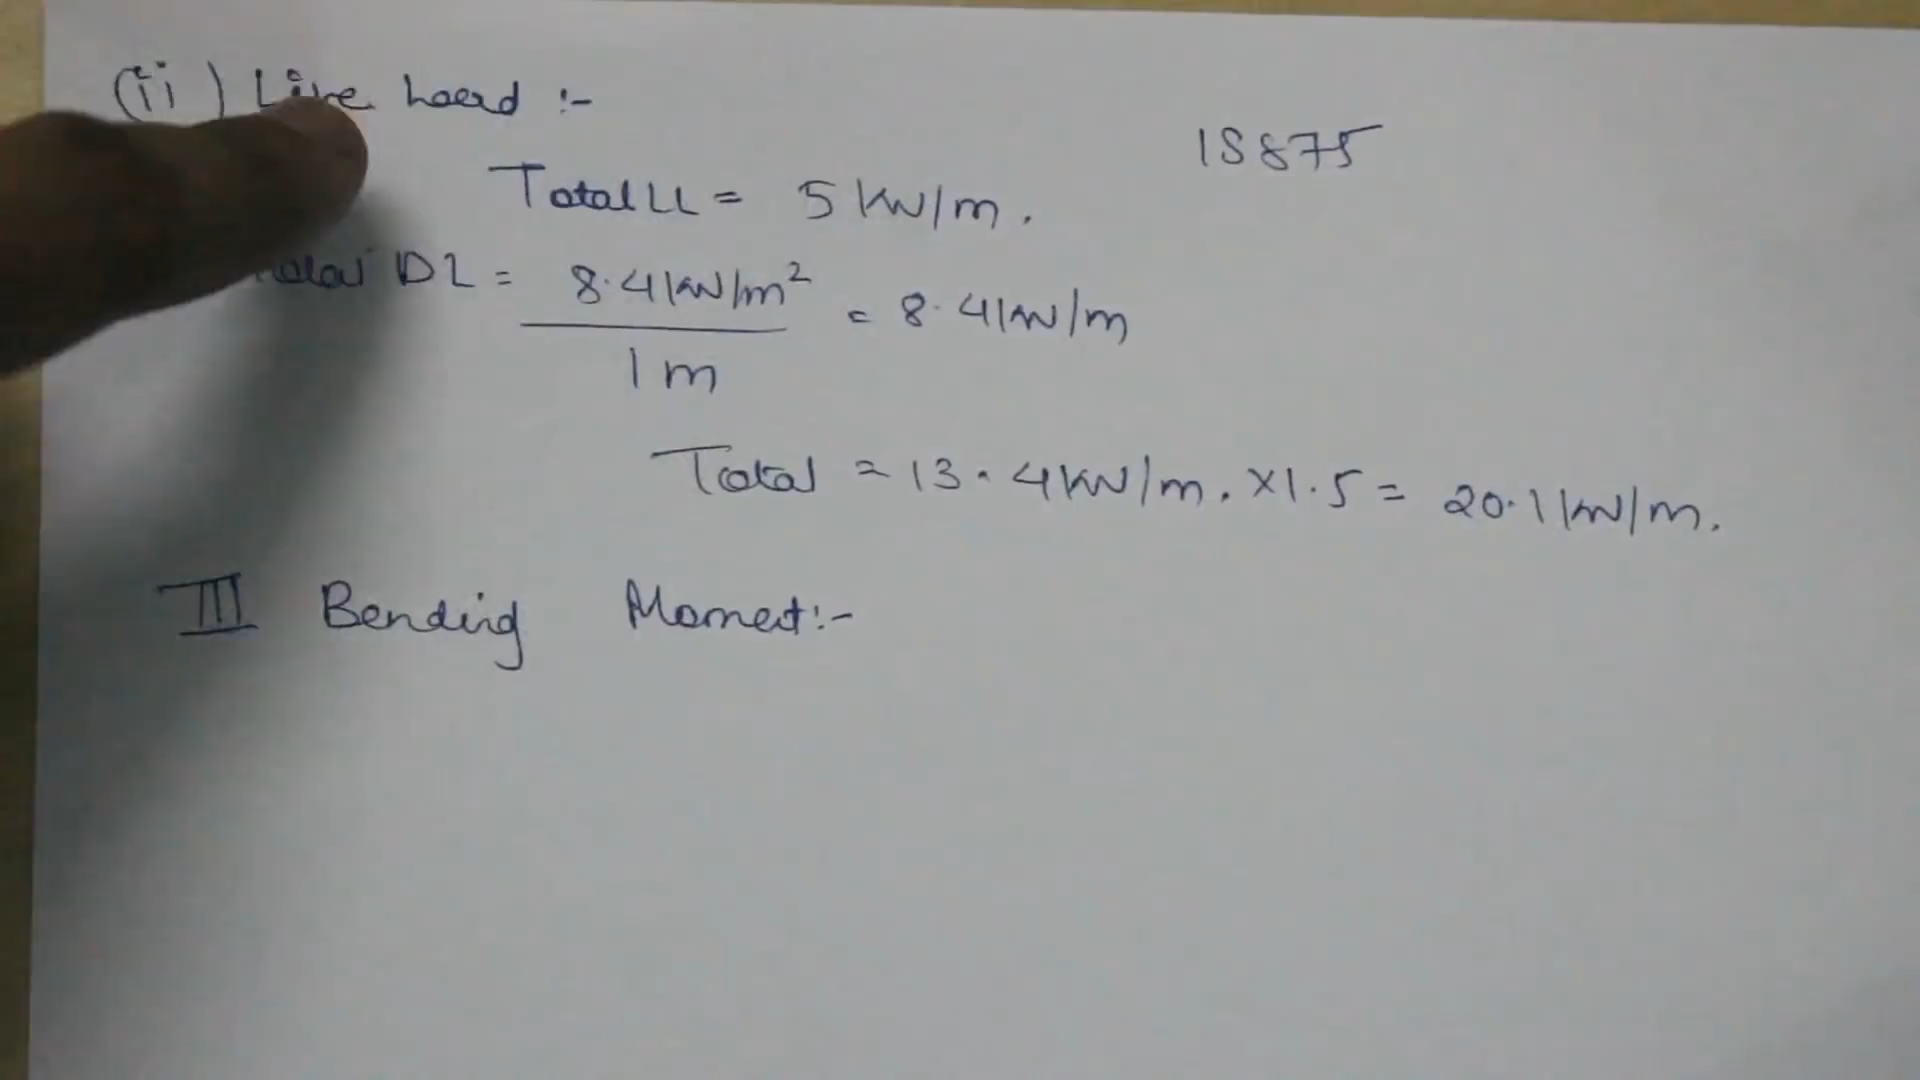 (ii) Live Load :-
IS875
Total LL = 5 KN/m.
DL = 8.4 kN/m² = 8.4 kN/m
1 m
Total = 13.4 KN/m. x1.5 = 20.1 kN/m.
III Bending Moment:-